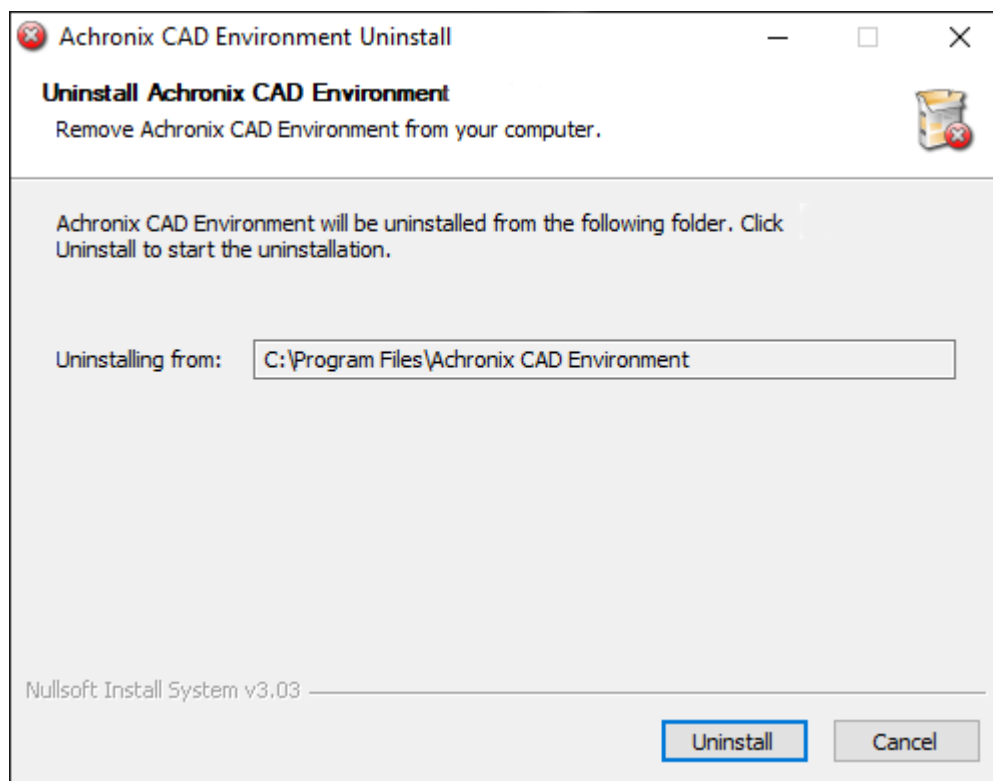 Achronix CAD Environment Uninstall
Uninstall Achronix CAD Environment
Remove Achronix CAD Environment from your computer.
Achronix CAD Environment will be uninstalled from the following folder. Click
Uninstall to start the uninstallation.
Uninstalling from: C:\Program Files\Achronix CAD Environment
Nullsoft Install System v3.03
Uninstall Cancel